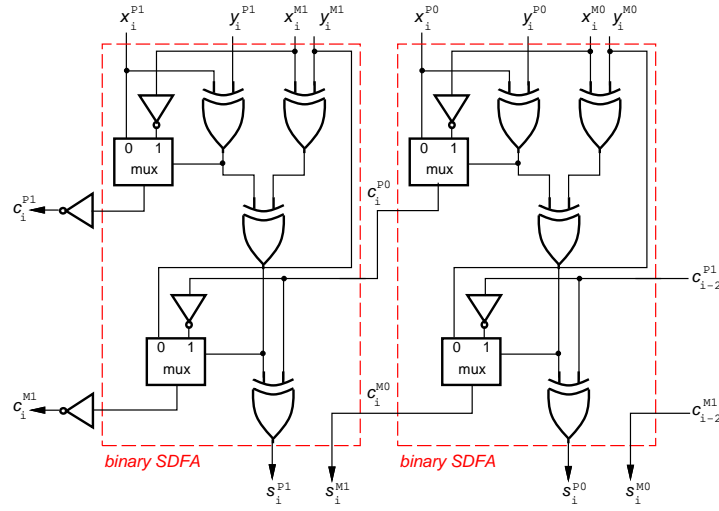 x_i^P1 y_i^P1 x_i^M1 y_i^M1 x_i^P0 y_i^P0 x_i^M0 y_i^M0
0 1 0 1
mux mux
c_i^P1 c_i^P0
c_i-2^P1
0 1 0 1
mux mux
c_i^M1 c_i^M0 c_i-2^M1
binary SDFA binary SDFA
s_i^P1 s_i^M1 s_i^P0 s_i^M0